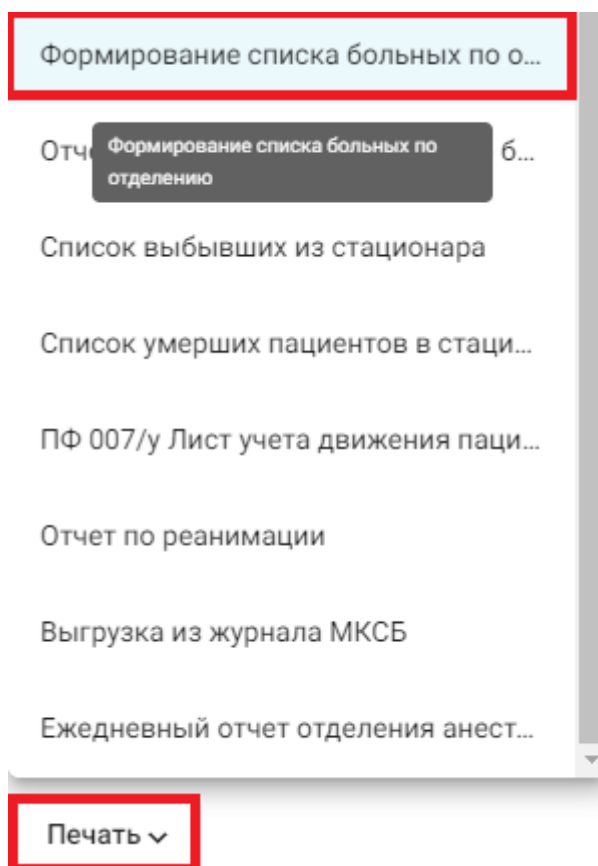 Формирование списка больных по о...
Формирование списка больных по
отделению
Отч
б...
Список выбывших из стационара
Список умерших пациентов в стаци...
ПФ 007/у Лист учета движения паци...
Отчет по реанимации
Выгрузка из журнала МКСБ
Ежедневный отчет отделения анест...
Печать